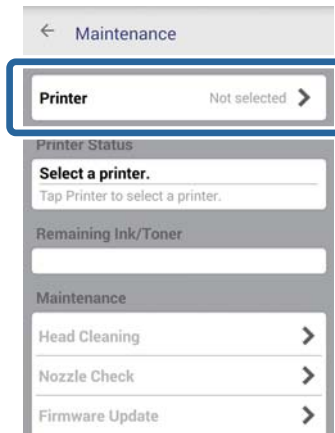 Maintenance
Printer Not selected
Printer Status
Select a printer.
Tap Printer to select a printer.
Remaining Ink/Toner
Maintenance
Head Cleaning
Nozzle Check
Firmware Update